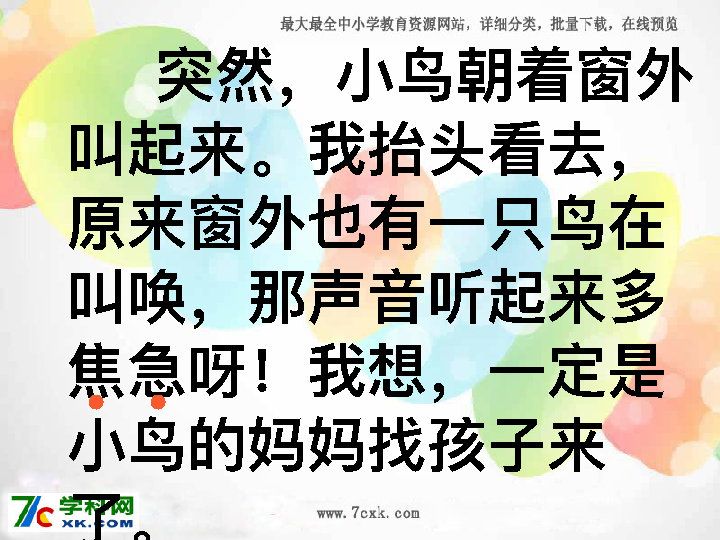 最大最全中小学教育资源网站，详细分类，批量下载，在线预览
突然，小鸟朝着窗外
叫起来。我抬头看去，
原来窗外也有一只鸟在
叫唤，那声音听起来多
焦急呀！我想，一定是
小鸟的妈妈找孩子来
了。
7C学科网
XK.COM
www.7cxk.com